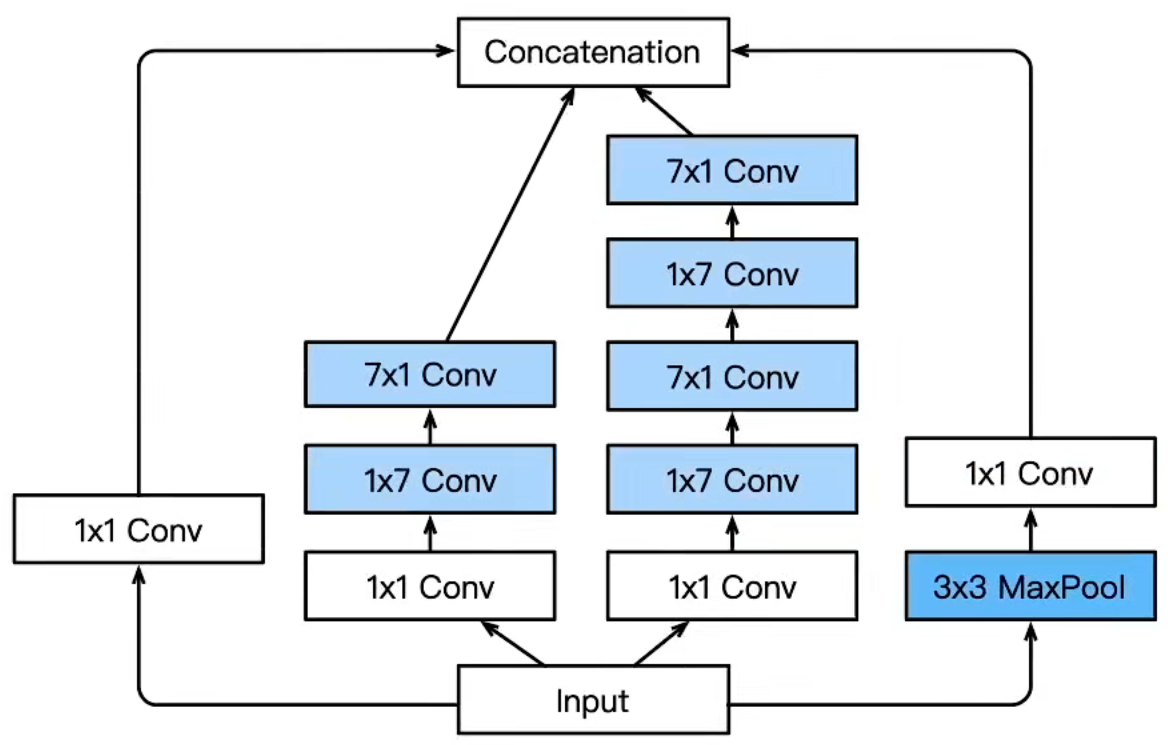 Concatenation
7x1 Conv
1x7 Conv
7x1 Conv
7x1 Conv
1x7 Conv
1x7 Conv
1x1 Conv
1x1 Conv
1x1 Conv
1x1 Conv
3x3 MaxPool
Input